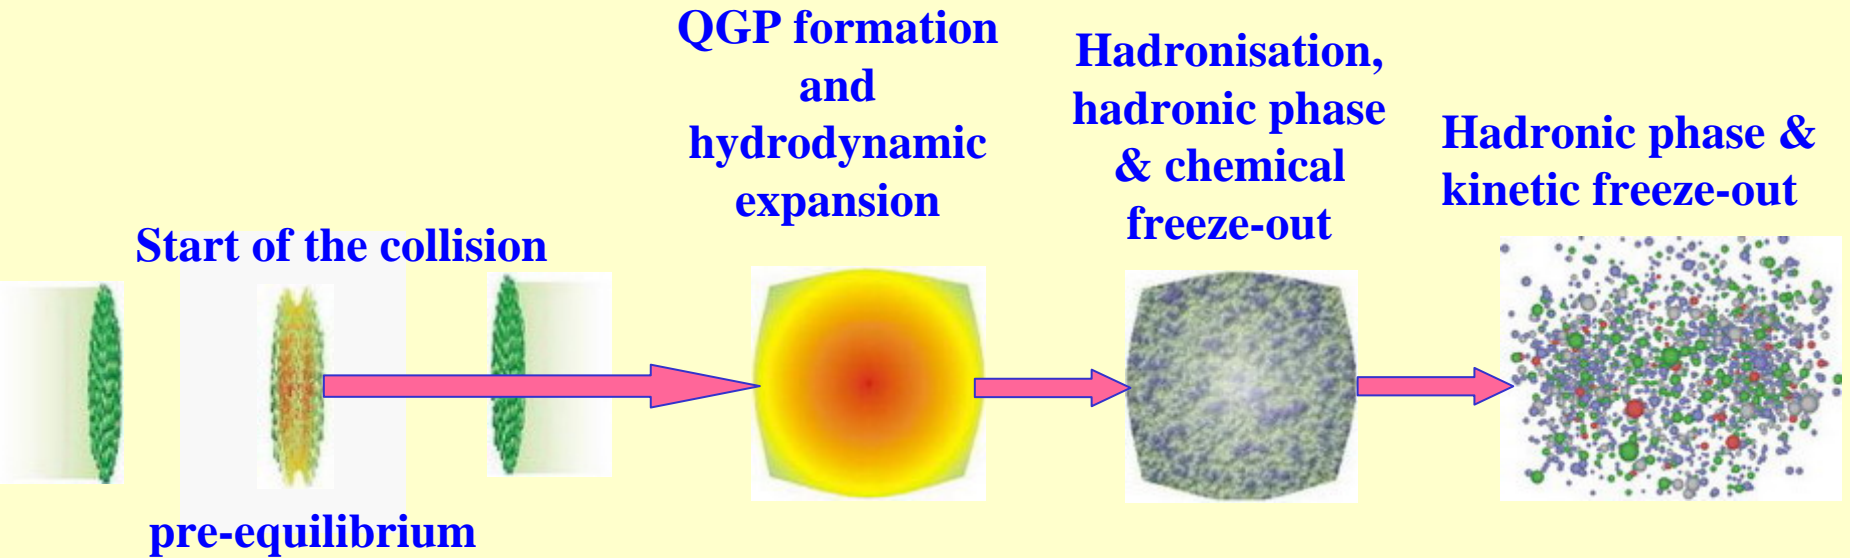 Start of the collision
pre-equilibrium
QGP formation
and
hydrodynamic
expansion
Hadronisation,
hadronic phase
& chemical
freeze-out
Hadronic phase &
kinetic freeze-out